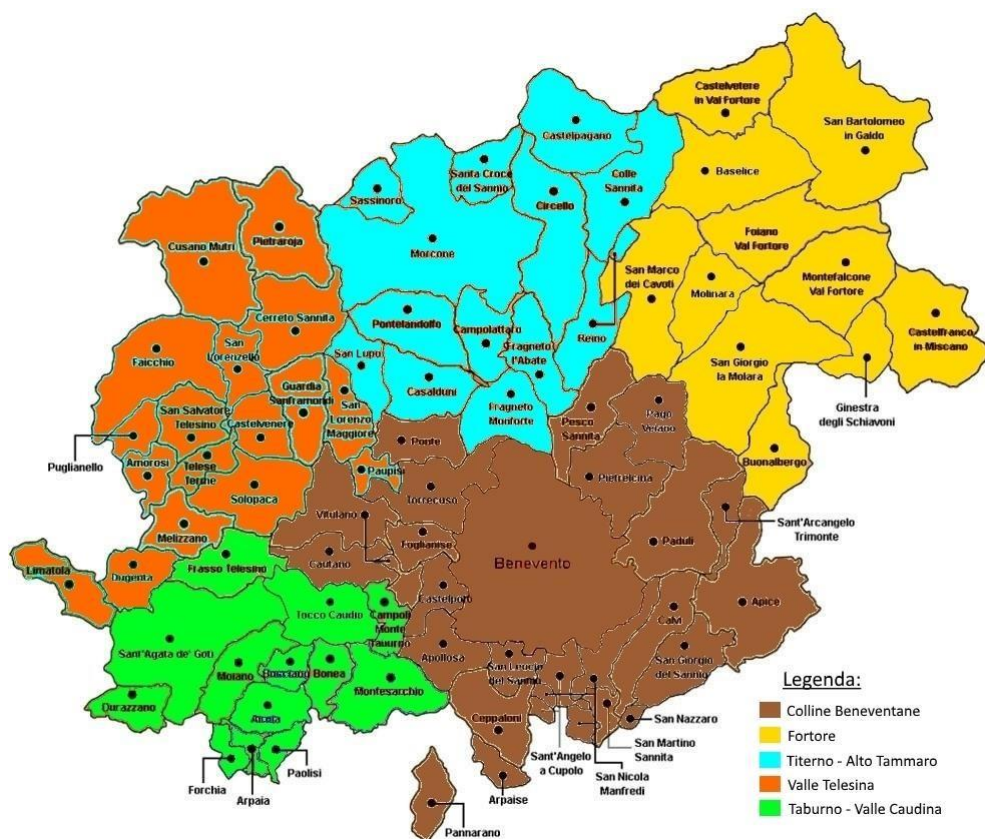 Castelvetere
in Val Fortore
San Bartolomeo
in Galdo
Castelpagano
Santa Croce
del Sannio
Colle
Sannita
Baselice
Sassinoro
Circello
Cusano Mutri
Pietraroja
Morcone
Foiano
Val Fortore
San Marco
dei Cavoti
Molinara
Montefalcone
Val Fortore
Cerreto Sannita
Pontelandolfo
Campolattaro
Fragneto
l'Abate
Reino
Castelfranco
in Miscano
Faicchio
San
Lorenzello
San Lupo
Casalduni
San Giorgio
la Molara
Guardia
Sanframondi
Fragneto
Monforte
Ginestra
degli Schiavoni
San Salvatore
Telesino
Castelvenere
San
Lorenzo
Maggiore
Ponte
Pesco
Sannita
Pago
Veiano
Puglianello
Amorosi
Telese
Terme
Paupisi
Buonalbergo
Solopaca
Torrecuso
Pietrelcina
Vitulano
Sant'Arcangelo
Trimonte
Melizzano
Foglianise
Paduli
Cautano
Benevento
Limatola
Dugenta
Frasso Telesino
Castelpoto
Tocco Caudio
Campoli
Monte
Taburno
Calvi
Apice
Sant'Agata de' Goti
Apollosa
San Giorgio
del Sannio
Moiano
Bucciano
Bonea
Montesarchio
San Leucio
del Sannio
Durazzano
Airola
Ceppaloni
San Nazzaro
San Martino
Sannita
Sant'Angelo
a Cupolo
San Nicola
Manfredi
Forchia
Arpaia
Paolisi
Arpaise
Pannarano
Legenda:
Colline Beneventane
Fortore
Titerno - Alto Tammaro
Valle Telesina
Taburno - Valle Caudina